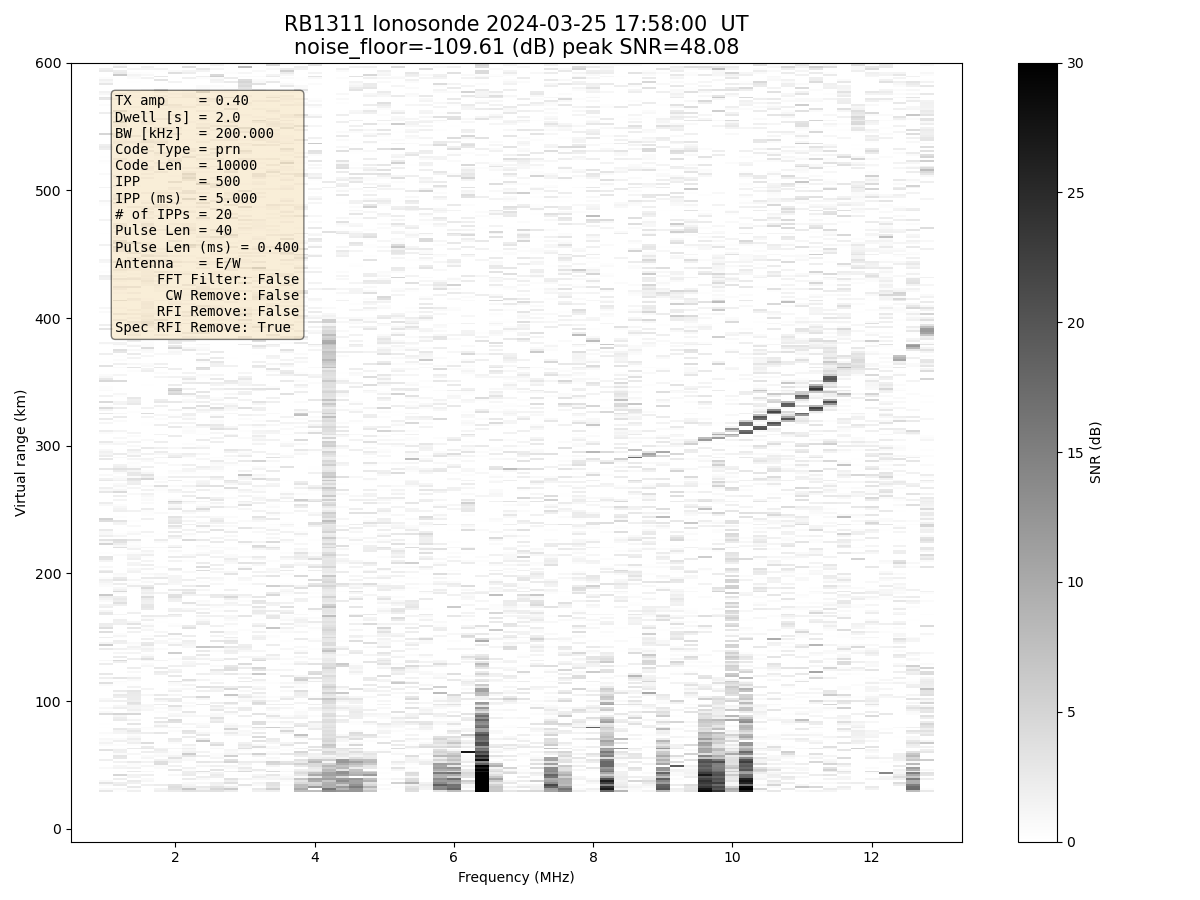 RB1311 Ionosonde 2024-03-25 17:58:00  UT
noise_floor=-109.61 (dB) peak SNR=48.08
600
500
400
300
200
100
0
Virtual range (km)
TX amp    = 0.40
Dwell [s] = 2.0
BW [kHz]  = 200.000
Code Type = prn
Code Len  = 10000
IPP       = 500
IPP (ms)  = 5.000
# of IPPs = 20
Pulse Len = 40
Pulse Len (ms) = 0.400
Antenna   = E/W
FFT Filter: False
CW Remove: False
RFI Remove: False
Spec RFI Remove: True
2 4 6 8 10 12
Frequency (MHz)
30
25
20
15
10
5
0
SNR (dB)